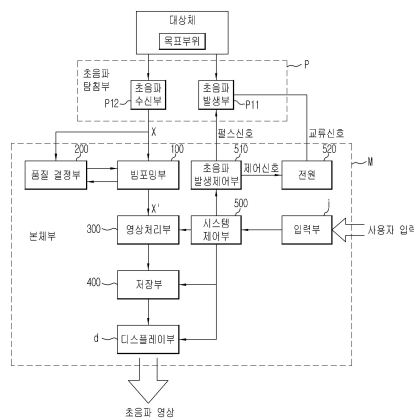 대상체
목표부위
P
초음파
탐침부
초음파
수신부
P12
초음파
발생부
P11
X
펄스신호
교류신호
200
100
510
520
M
품질 결정부
빔포밍부
초음파
발생제어부
제어신호
전원
X'
500
i
300
영상처리부
시스템
제어부
입력부
사용자 입력
본체부
400
저장부
d
디스플레이부
초음파 영상